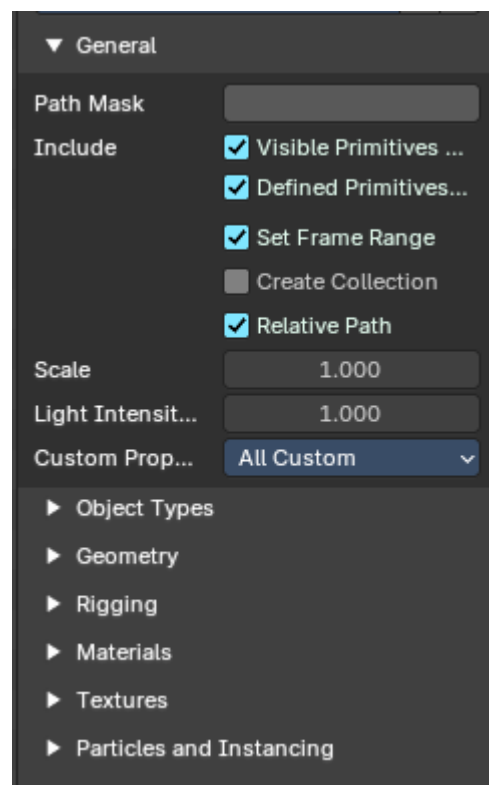 General
Path Mask
Include Visible Primitives ...
Defined Primitives...
Set Frame Range
Create Collection
Relative Path
Scale 1.000
Light Intensit... 1.000
Custom Prop... All Custom
Object Types
Geometry
Rigging
Materials
Textures
Particles and Instancing